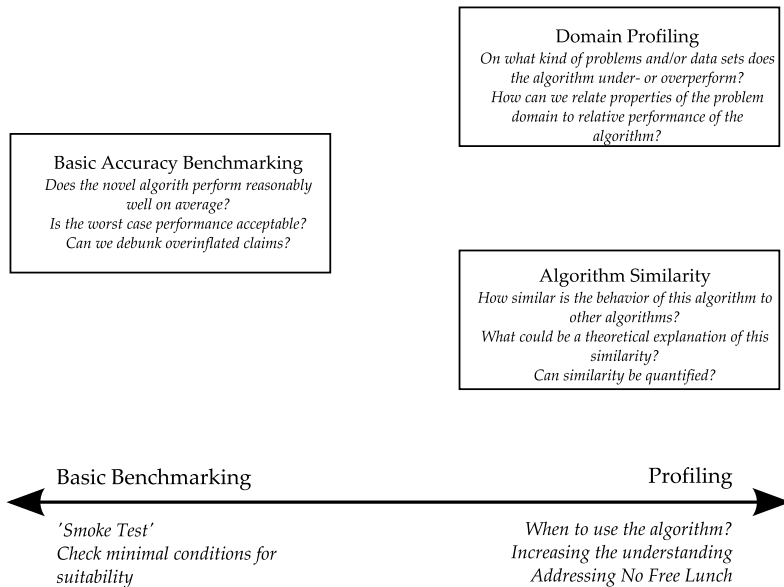 Domain Profiling
On what kind of problems and/or data sets does
the algorithm under- or overperform?
How can we relate properties of the problem
domain to relative performance of the
algorithm?
Basic Accuracy Benchmarking
Does the novel algorith perform reasonably
well on average?
Is the worst case performance acceptable?
Can we debunk overinflated claims?
Algorithm Similarity
How similar is the behavior of this algorithm to
other algorithms?
What could be a theoretical explanation of this
similarity?
Can similarity be quantified?
Basic Benchmarking
Profiling
'Smoke Test'
Check minimal conditions for
suitability
When to use the algorithm?
Increasing the understanding
Addressing No Free Lunch